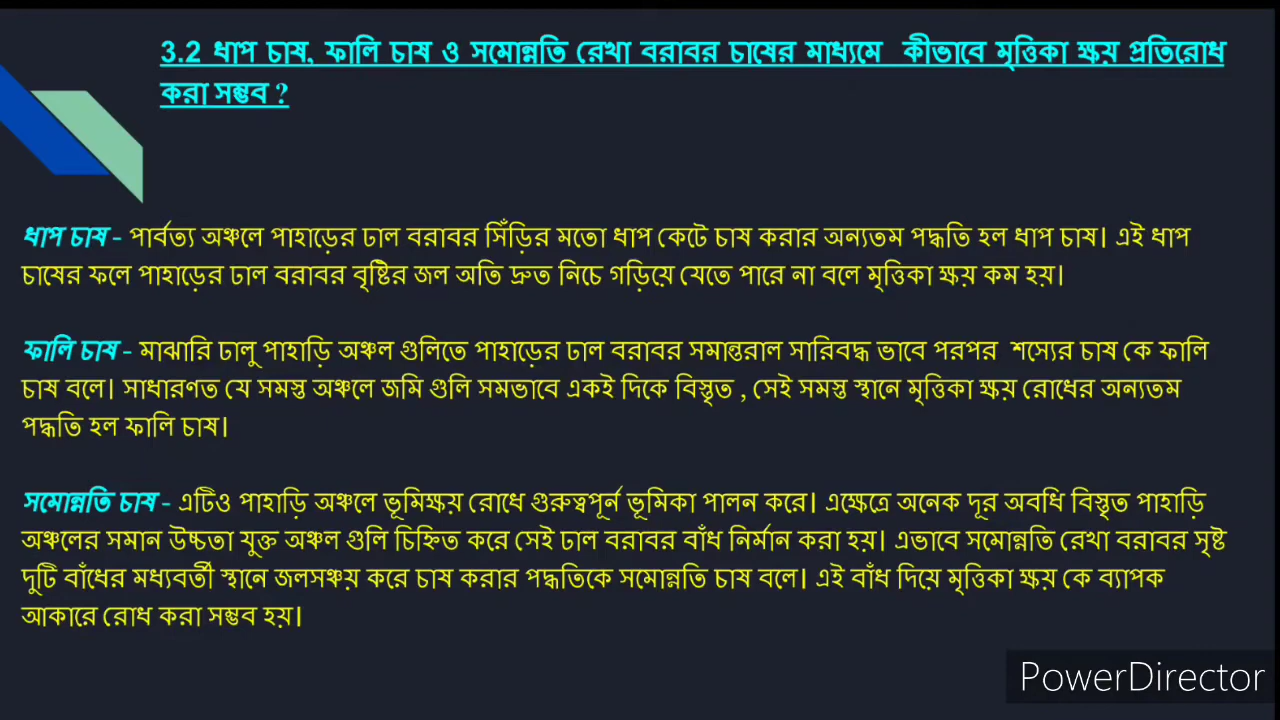 3.2 ধাপ চাষ, ফালি চাষ ও সমোন্নতি রেখা বরাবর চাষের মাধ্যমে কীভাবে মৃত্তিকা ক্ষয় প্রতিরোধ
করা সম্ভব ?
ধাপ চাষ - পার্বত্য অঞ্চলে পাহাড়ের ঢাল বরাবর সিঁড়ির মতো ধাপ কেটে চাষ করার অন্যতম পদ্ধতি হল ধাপ চাষ। এই ধাপ
চাষের ফলে পাহাড়ের ঢাল বরাবর বৃষ্টির জল অতি দ্রুত নিচে গড়িয়ে যেতে পারে না বলে মৃত্তিকা ক্ষয় কম হয়।
ফালি চাষ - মাঝারি ঢালু পাহাড়ি অঞ্চল গুলিতে পাহাড়ের ঢাল বরাবর সমান্তরাল সারিবদ্ধ ভাবে পরপর শস্যের চাষ কে ফালি
চাষ বলে। সাধারণত যে সমস্ত অঞ্চলে জমি গুলি সমভাবে একই দিকে বিস্তৃত , সেই সমস্ত স্থানে মৃত্তিকা ক্ষয় রোধের অন্যতম
পদ্ধতি হল ফালি চাষ।
সমোন্নতি চাষ - এটিও পাহাড়ি অঞ্চলে ভূমিক্ষয় রোধে গুরুত্বপূর্ন ভূমিকা পালন করে। এক্ষেত্রে অনেক দূর অবধি বিস্তৃত পাহাড়ি
অঞ্চলের সমান উচ্চতা যুক্ত অঞ্চল গুলি চিহ্নিত করে সেই ঢাল বরাবর বাঁধ নির্মান করা হয়। এভাবে সমোন্নতি রেখা বরাবর সৃষ্ট
দুটি বাঁধের মধ্যবর্তী স্থানে জলসঞ্চয় করে চাষ করার পদ্ধতিকে সমোন্নতি চাষ বলে। এই বাঁধ দিয়ে মৃত্তিকা ক্ষয় কে ব্যাপক
আকারে রোধ করা সম্ভব হয়।
PowerDirector